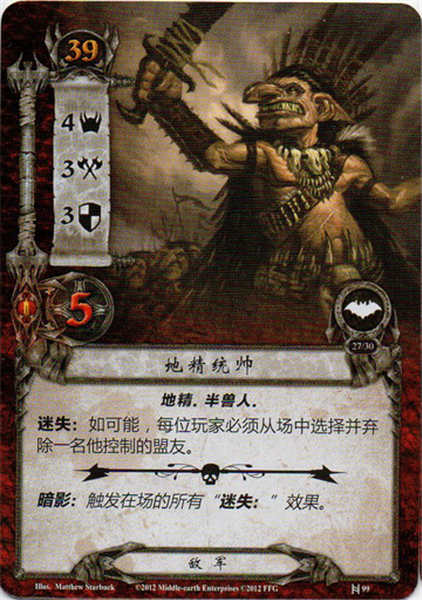 39
4
3
3
5
27/30
地精统帅
地精. 半兽人.
迷失：如可能，每位玩家必须从场中选择并弃
除一名他控制的盟友。
暗影：触发在场的所有“迷失：”效果。
敌军
Illus. Matthew Starbuck ©2012 Middle-earth Enterprises ©2012 FFG 99